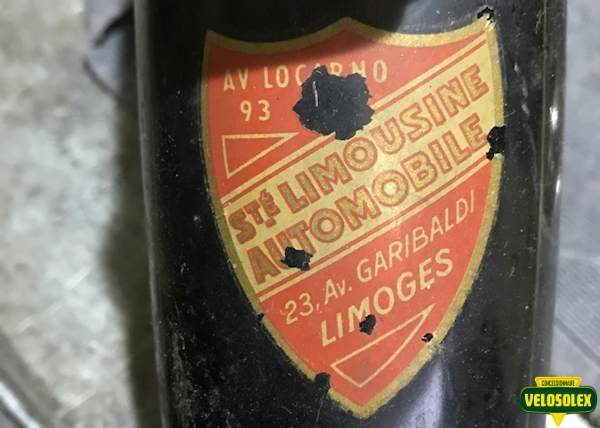 AV. LOCARNO
93
STÉ LIMOUSINE
AUTOMOBILE
23, Av. GARIBALDI
LIMOGES
CONCESSIONNAIRE
VELOSOLEX